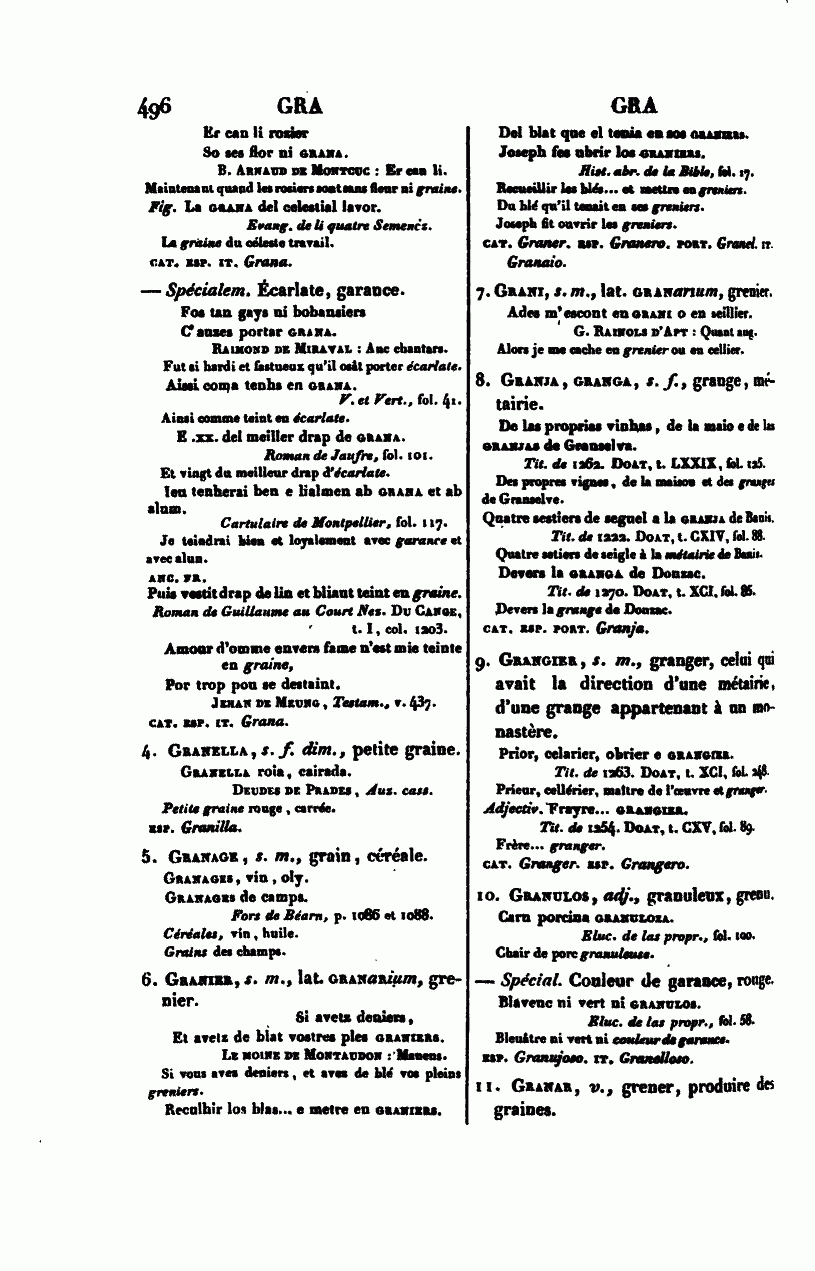 496 GRA
Er can li rosier
So ses flor ni GRANA.
B. ARNAUD DE MONTCUC : Er can li.
Maintenant quand les rosiers sont sans fleur ni graine.
Fig. La GRANA del celestial lavor.
Evang. de li quatre Semencs.
La graine du céleste travail.
CAT. ESP. IT. Grana.
— Spécialem. Écarlate, garance.
Fos tan gays ni bobansiers
C'auzes portar GRANA.
RAIMOND DE MIRAVAL : Anc chantars.
Fut si hardi et fastueux qu'il osât porter écarlate.
Aissi coma tenhs en GRANA.
V. et Vert., fol. 41.
Ainsi comme teint en écarlate.
E .XX. del meiller drap de GRANA.
Roman de Jaufre, fol. 101.
Et vingt du meilleur drap d'écarlate.
Ieu tenherai ben e lialmen ab GRANA et ab
alum.
Cartulaire de Montpellier, fol. 117.
Je teindrai bien et loyalement avec garance et
avec alun.
ANC. FR.
Puis vestit drap de lin et bliaut teint en graine.
Roman de Guillaume au Court Nez. DU CANGE,
t. I, col. 1203.
Amour d'omme envers fame n'est mie teinte
en graine,
Por trop pou se destaint.
JEHAN DE MEUNG, Testam., v. 437.
CAT. ESP. IT. Grana.
4. GRANELLA, s. f. dim., petite graine.
GRANELLA roia, cairada.
DEUDES DE PRADES, Auz. cass.
Petite graine rouge, carrée.
ESP. Granilla.
5. GRANAGE, s. m., grain, céréale.
GRANAGES, vin, oly.
GRANAGES de camps.
Fors de Béarn, p. 1086 et 1088.
Céréales, vin, huile.
Grains des champs.
6. GRANIER, s. m., lat. GRANarium, gre-
nier.
Si avetz deniers,
Et avetz de blat vostres ples GRANIERS.
LE MOINE DE MONTAUDON : Manens.
Si vous avez deniers, et avez de blé vos pleins
greniers.
Reculhir los blas... e metre en GRANIERS.
GRA
Del blat que el tenia en sos GRANIERS.
Joseph fes ubrir los GRANIERS.
Hist. abr. de la Bible, fol. 17.
Recueillir les blés... et mettre en greniers.
Du blé qu'il tenait en ses greniers.
Joseph fit ouvrir les greniers.
CAT. Graner. ESP. Granero. PORT. Granel. IT.
Granaio.
7. GRANI, s. m., lat. GRANarium, grenier.
Ades m'escont en GRANI o en seillier.
G. RAINOLS D'APT : Quant aug.
Alors je me cache en grenier ou en cellier.
8. GRANJA, GRANGA, s. f., grange, mé-
tairie.
De las proprias vinhas, de la maio e de las
GRANJAS de Granselva.
Tit. de 1262. DOAT, t. LXXIX, fol. 125.
Des propres vignes, de la maison et des granges
de Granselve.
Quatre sestiers de seguel a la GRANJA de Banis.
Tit. de 1222. DOAT, t. CXIV, fol. 88.
Quatre setiers de seigle à la métairie de Banis.
Devers la GRANGA de Donzac.
Tit. de 1270. DOAT, t. XCI, fol. 85.
Devers la grange de Donzac.
CAT. ESP. PORT. Granja.
9. GRANGIER, s. m., granger, celui qui
avait la direction d'une métairie,
d'une grange appartenant à un mo-
nastère.
Prior, celarier, obrier e GRANGIER.
Tit. de 1263. DOAT, t. XCI, fol. 248.
Prieur, cellérier, maître de l'œuvre et granger.
Adjectiv. Frayre... GRANGIER.
Tit. de 1254. DOAT, t. CXV, fol. 89.
Frère... granger.
CAT. Granger. ESP. Grangero.
10. GRANULOS, adj., granuleux, grenu.
Carn porcina GRANULOZA.
Eluc. de las propr., fol. 100.
Chair de porc granuleuse.
— Spécial. Couleur de garance, rouge.
Blavenc ni vert ni GRANULOS.
Eluc. de las propr., fol. 58.
Bleuâtre ni vert ni couleur de garance.
ESP. Granujoso. IT. Granelloso.
11. GRANAR, v., grener, produire des
graines.